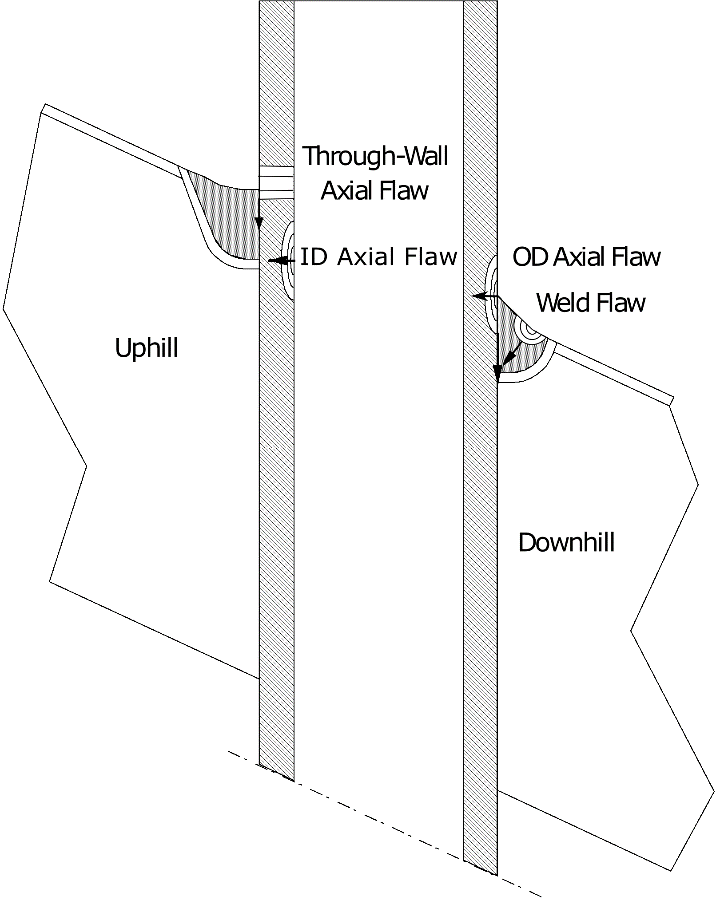 Through-Wall
Axial Flaw
ID Axial Flaw
OD Axial Flaw
Weld Flaw
Uphill
Downhill